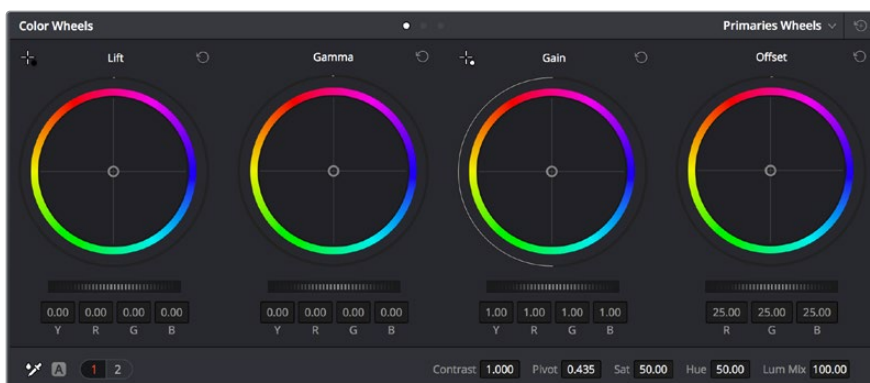 Color Wheels Primaries Wheels
Lift Gamma Gain Offset
0.00 0.00 0.00 0.00 0.00 0.00 0.00 0.00 1.00 1.00 1.00 1.00 25.00 25.00 25.00
Y R G B Y R G B Y R G B R G B
A 1 2 Contrast 1.000 Pivot 0.435 Sat 50.00 Hue 50.00 Lum Mix 100.00